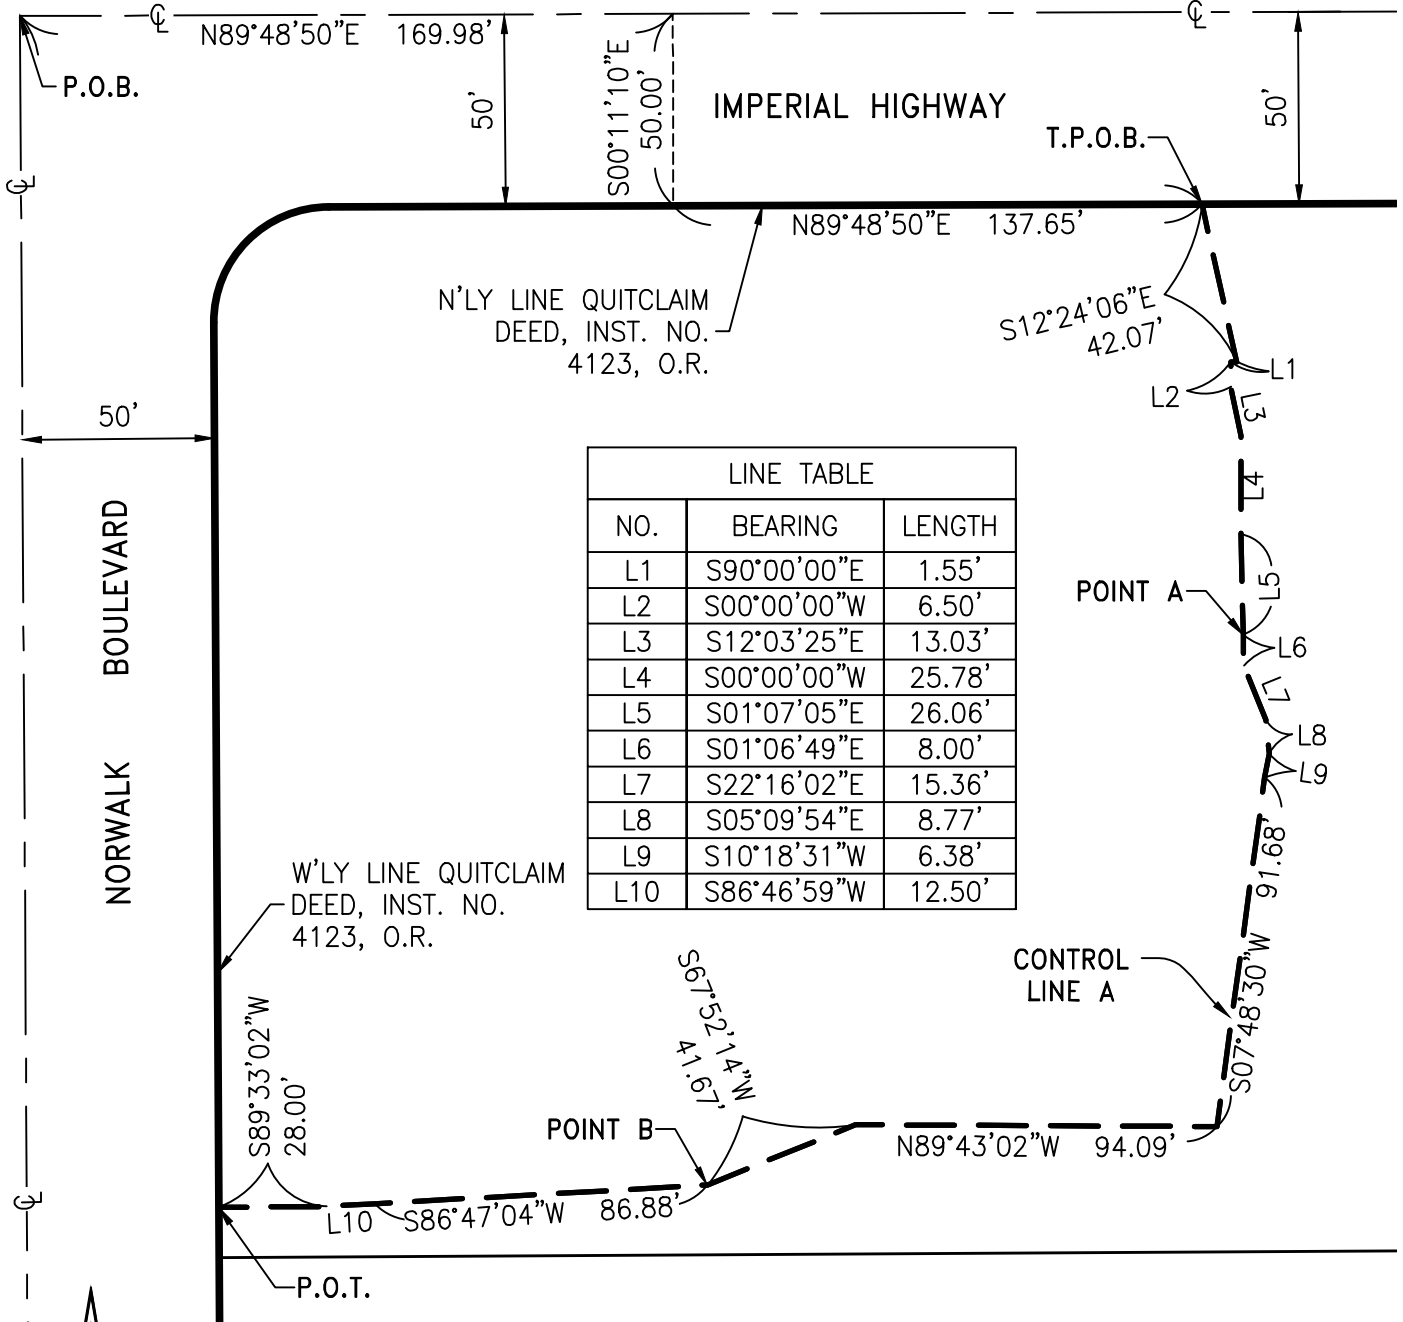 ℄
℄
N89°48'50"E 169.98'
P.O.B.
50'
S00°11'10"E
50.00'
IMPERIAL HIGHWAY
50'
T.P.O.B.
℄
N89°48'50"E 137.65'
N'LY LINE QUITCLAIM
DEED, INST. NO.
4123, O.R.
S12°24'06"E
42.07'
L1
L2
L3
50'
L4
LINE TABLE
NO. BEARING LENGTH
L1 S90°00'00"E 1.55'
L2 S00°00'00"W 6.50'
L3 S12°03'25"E 13.03'
L4 S00°00'00"W 25.78'
L5 S01°07'05"E 26.06'
L6 S01°06'49"E 8.00'
L7 S22°16'02"E 15.36'
L8 S05°09'54"E 8.77'
L9 S10°18'31"W 6.38'
L10 S86°46'59"W 12.50'
NORWALK BOULEVARD
L5
POINT A
L6
L7
L8
L9
S07°48'30"W 91.68'
W'LY LINE QUITCLAIM
DEED, INST. NO.
4123, O.R.
CONTROL
LINE A
S67°52'14"W
41.67'
S89°33'02"W
28.00'
POINT B
N89°43'02"W 94.09'
℄
L10
S86°47'04"W 86.88'
P.O.T.